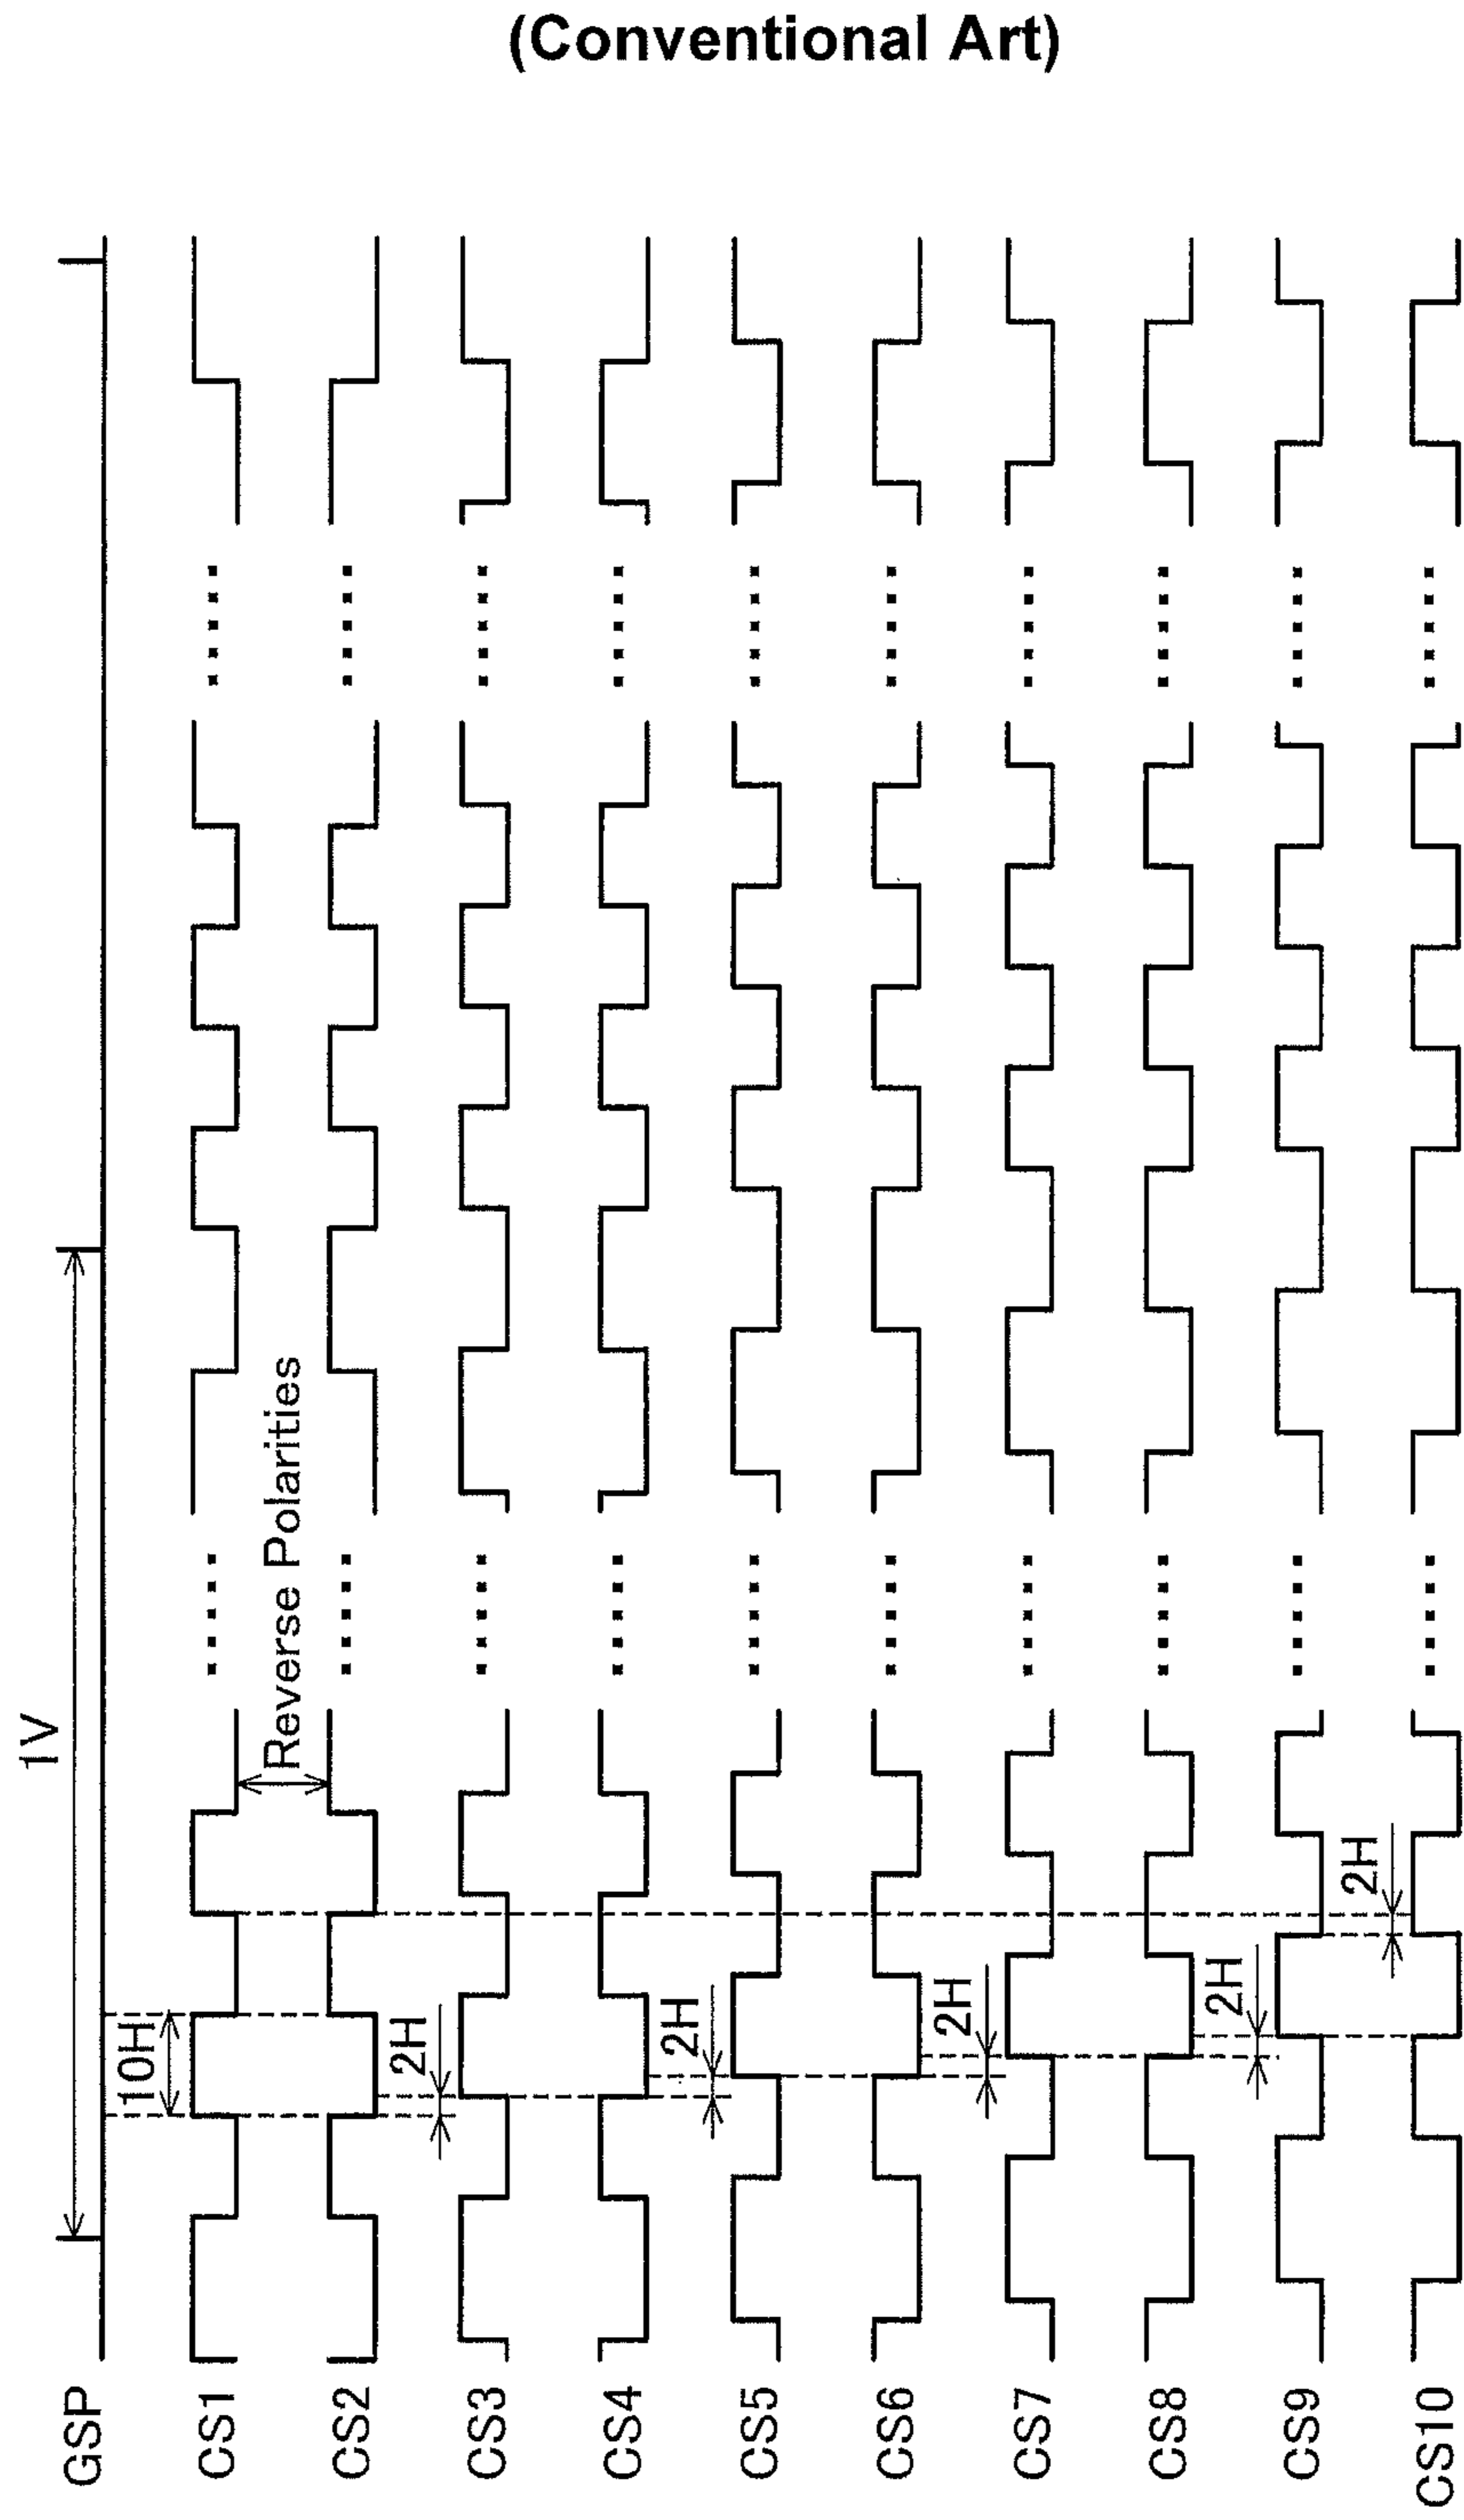 (Conventional Art)
1V
GSP
10H
CS1
Reverse Polarities
CS2
2H
CS3
CS4
2H
CS5
CS6
2H
CS7
CS8
2H
CS9
2H
CS10